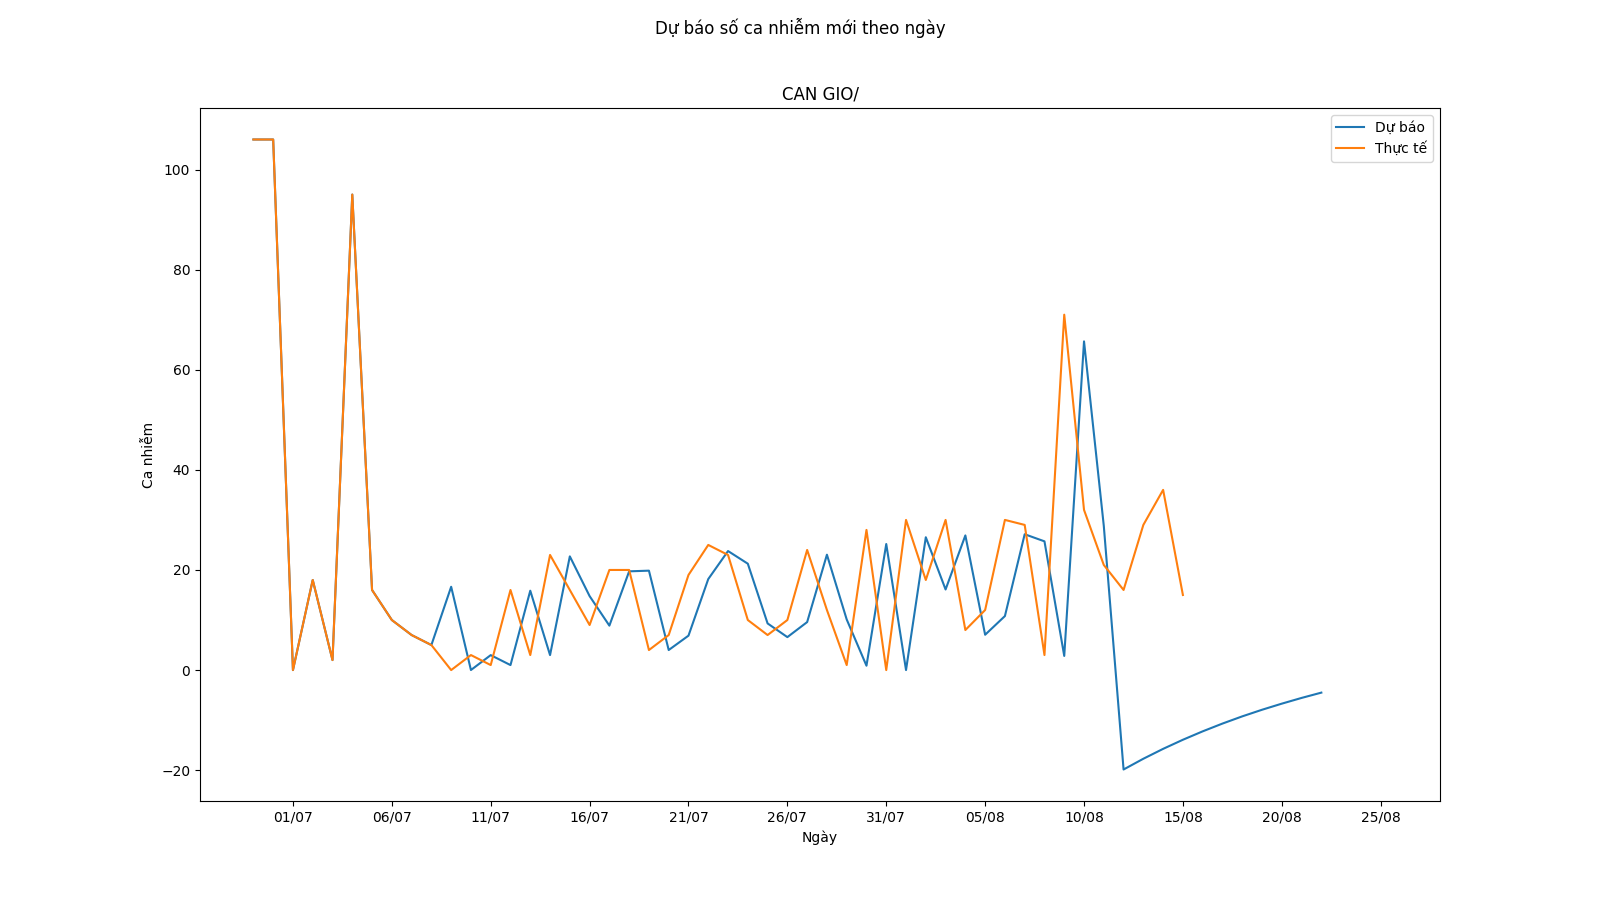 Dự báo số ca nhiễm mới theo ngày
CAN GIO/
Dự báo
Thực tế
100
80
60
40
20
0
−20
Ca nhiễm
01/07 06/07 11/07 16/07 21/07 26/07 31/07 05/08 10/08 15/08 20/08 25/08
Ngày